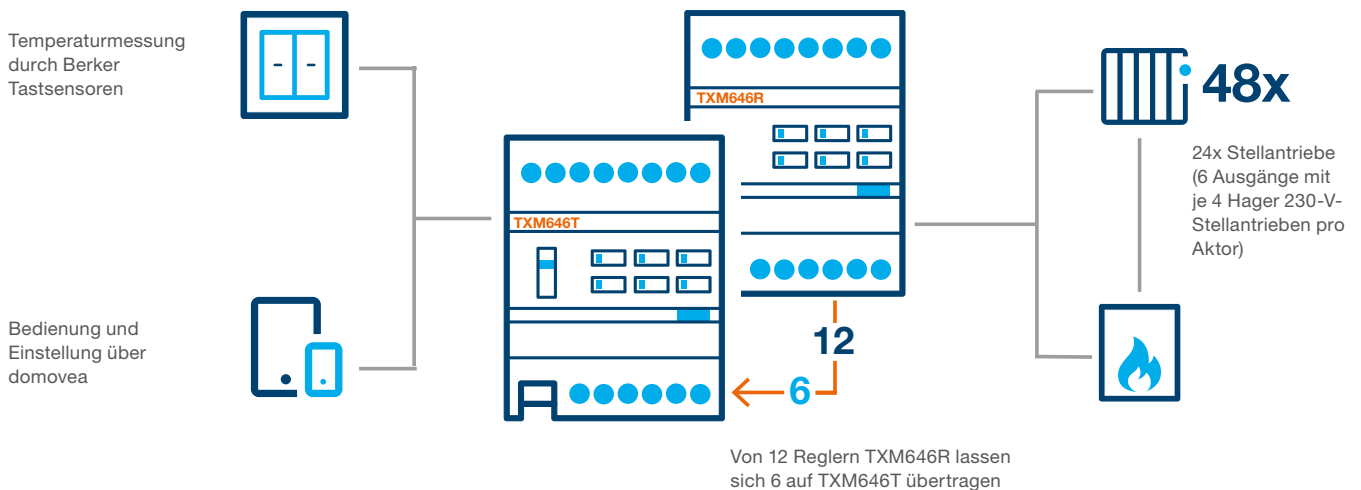 Temperaturmessung
durch Berker
Tastsensoren
Bedienung und
Einstellung über
domovea
TXM646R
TXM646T
12
6
Von 12 Reglern TXM646R lassen
sich 6 auf TXM646T übertragen
48x
24x Stellantriebe
(6 Ausgänge mit
je 4 Hager 230-V-
Stellantrieben pro
Aktor)